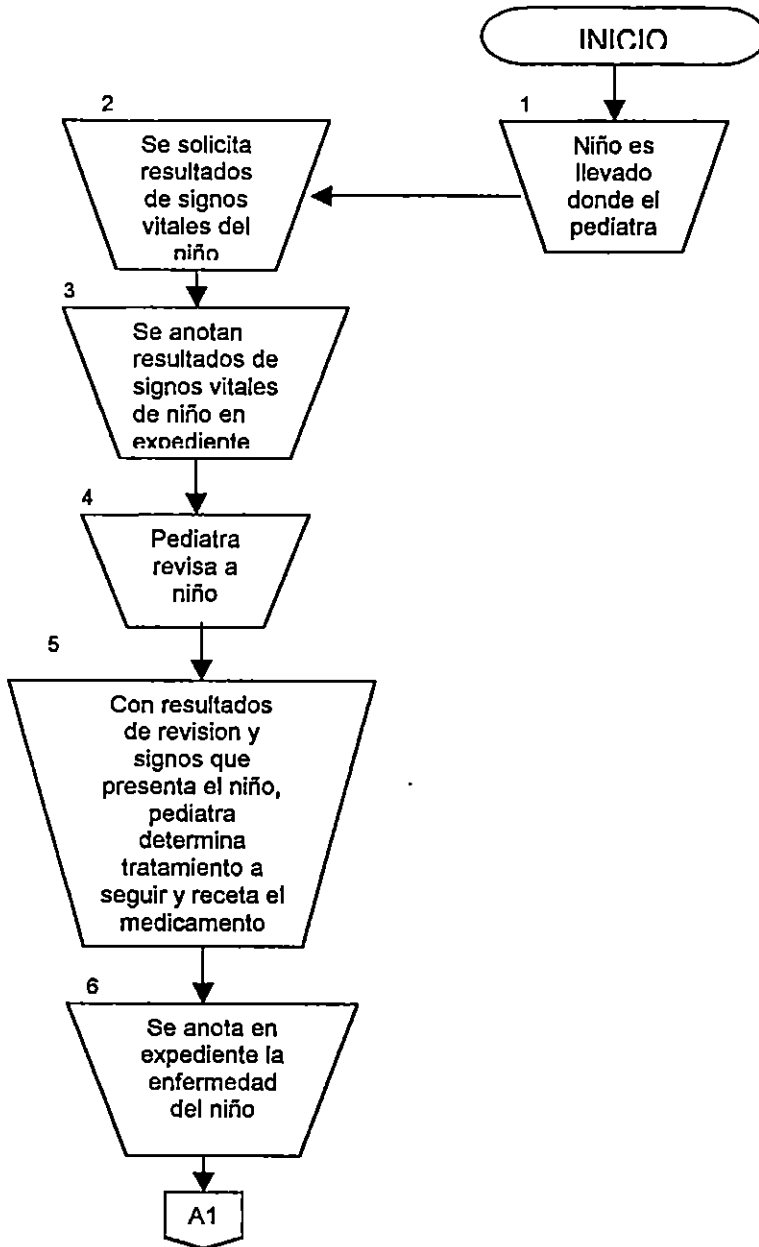 INICIO
1
Niño es
llevado
donde el
pediatra
2
Se solicita
resultados
de signos
vitales del
niño
3
Se anotan
resultados de
signos vitales
de niño en
expediente
4
Pediatra
revisa a
niño
5
Con resultados
de revision y
signos que
presenta el niño,
pediatra
determina
tratamiento a
seguir y receta el
medicamento
6
Se anota en
expediente la
enfermedad
del niño
A1